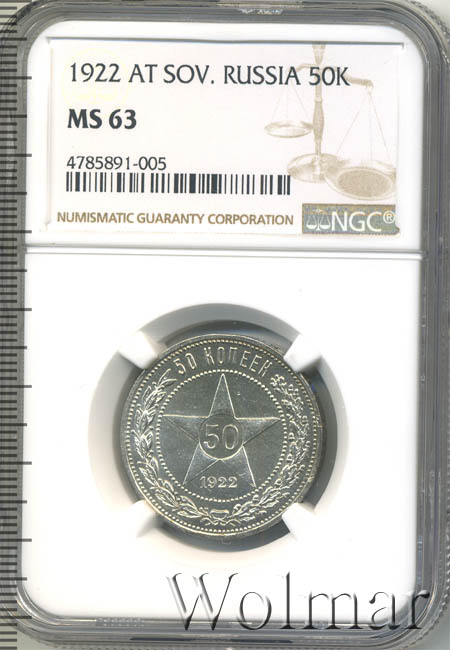 1922 AT SOV. RUSSIA 50K
MS 63
4785891-005
NUMISMATIC GUARANTY CORPORATION NGC®
50 КОПЕЕК
50
1922
Wolmar